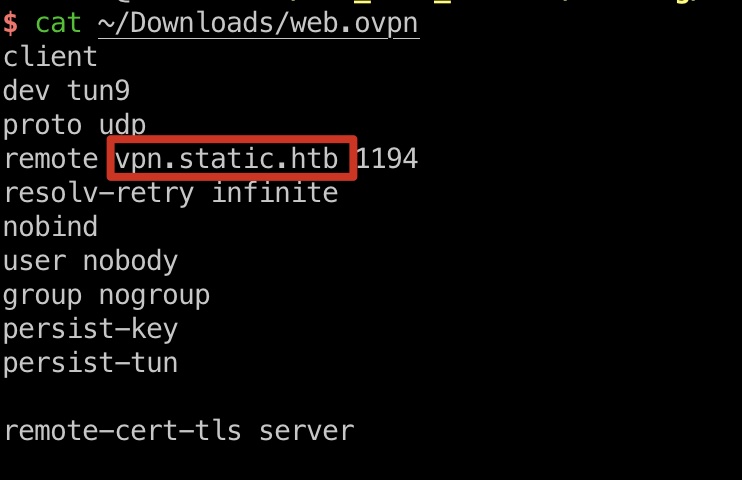 $ cat ~/Downloads/web.ovpn
client
dev tun9
proto udp
remote vpn.static.htb 1194
resolv-retry infinite
nobind
user nobody
group nogroup
persist-key
persist-tun
remote-cert-tls server